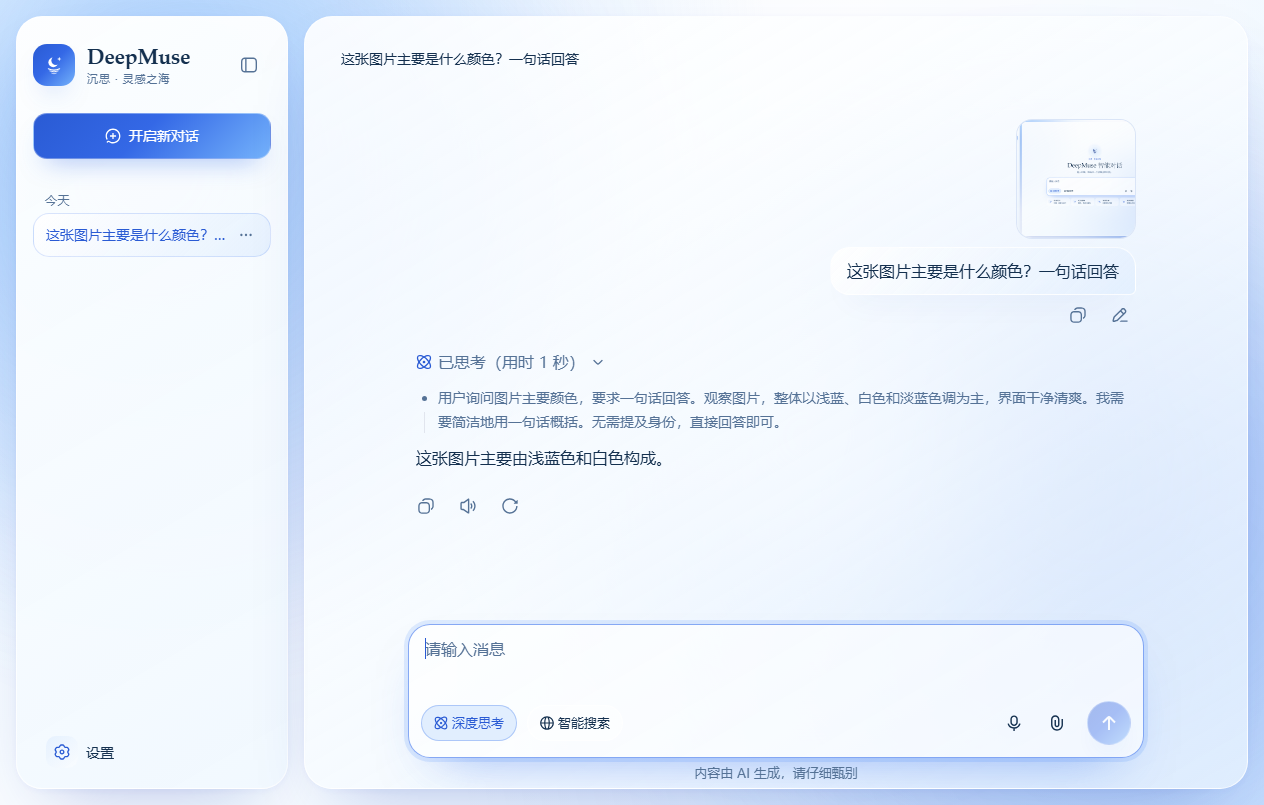 DeepMuse
沉思 · 灵感之海
开启新对话
今天
这张图片主要是什么颜色？...
设置
这张图片主要是什么颜色？一句话回答
DeepMuse 智能对话
这张图片主要是什么颜色？一句话回答
已思考（用时 1 秒）
用户询问图片主要颜色，要求一句话回答。观察图片，整体以浅蓝、白色和淡蓝色调为主，界面干净清爽。我需
要简洁地用一句话概括。无需提及身份，直接回答即可。
这张图片主要由浅蓝色和白色构成。
请输入消息
深度思考
智能搜索
内容由 AI 生成，请仔细甄别